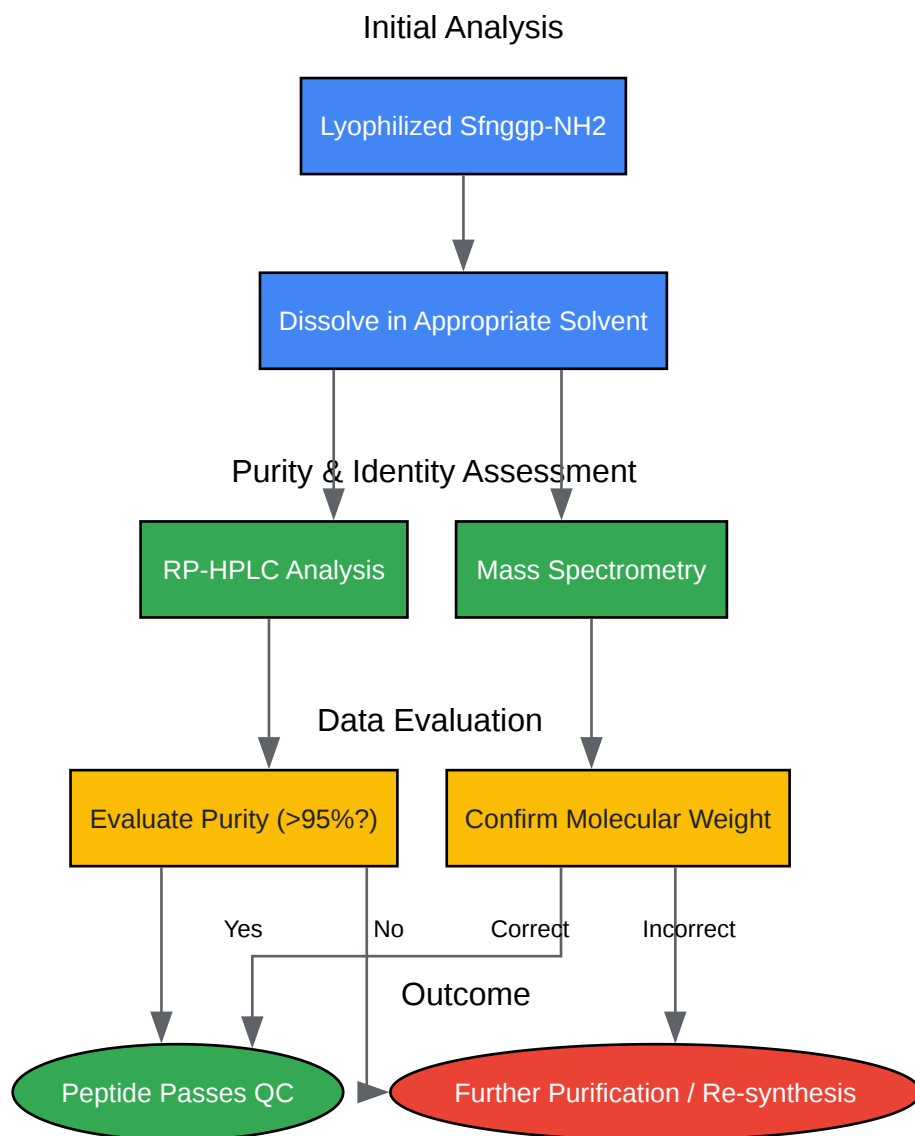 Initial Analysis
Lyophilized Sfnggp-NH2
Dissolve in Appropriate Solvent
Purity & Identity Assessment
RP-HPLC Analysis
Mass Spectrometry
Data Evaluation
Evaluate Purity (>95%?)
Confirm Molecular Weight
Yes
No
Correct
Incorrect
Outcome
Peptide Passes QC
Further Purification / Re-synthesis